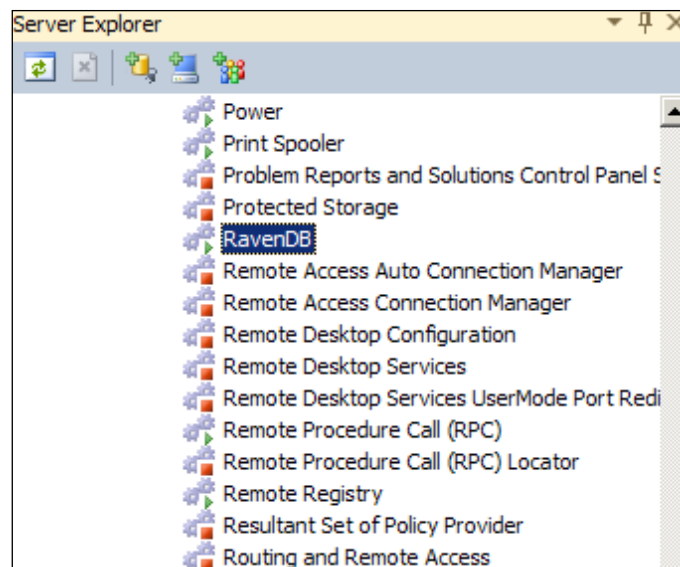 Server Explorer
Power
Print Spooler
Problem Reports and Solutions Control Panel S
Protected Storage
RavenDB
Remote Access Auto Connection Manager
Remote Access Connection Manager
Remote Desktop Configuration
Remote Desktop Services
Remote Desktop Services UserMode Port Redi
Remote Procedure Call (RPC)
Remote Procedure Call (RPC) Locator
Remote Registry
Resultant Set of Policy Provider
Routing and Remote Access